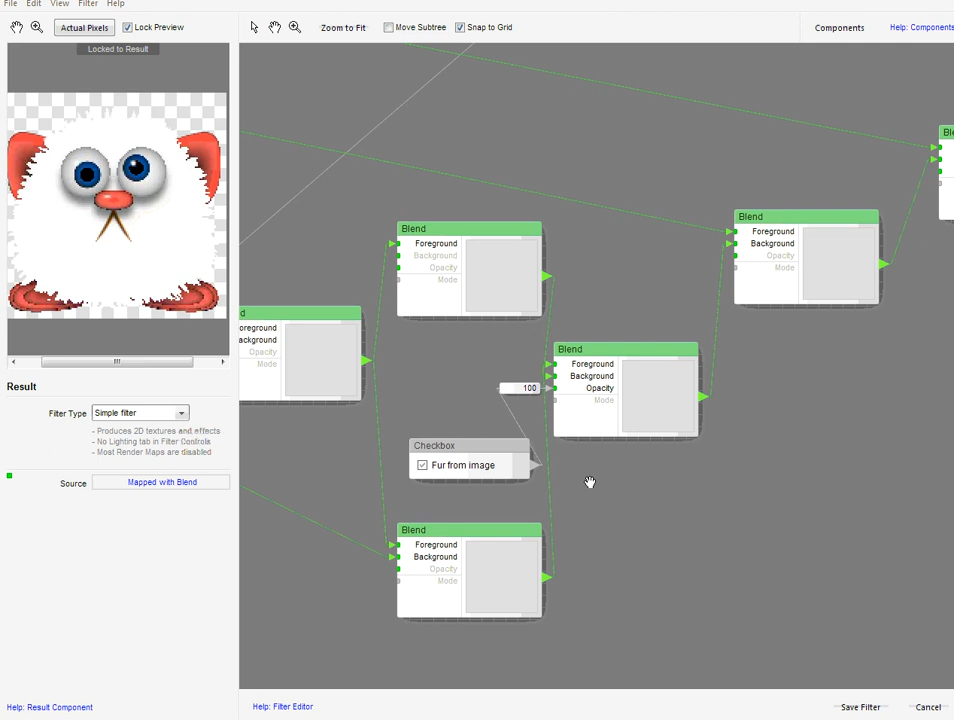 File Edit View Filter Help
Actual Pixels Lock Preview Zoom to Fit Move Subtree Snap to Grid Components Help: Components
Locked to Result
Result
Filter Type Simple filter
- Produces 2D textures and effects
- No Lighting tab in Filter Controls
- Most Render Maps are disabled
Source Mapped with Blend
Help: Result Component
d
oreground
ackground
Opacity
Mode
Blend
Foreground
Background
Opacity
Mode
100
Checkbox
Fur from image
Blend
Foreground
Background
Opacity
Mode
Blend
Foreground
Background
Opacity
Mode
Blend
Foreground
Background
Opacity
Mode
Ble
Help: Filter Editor
Save Filter Cancel